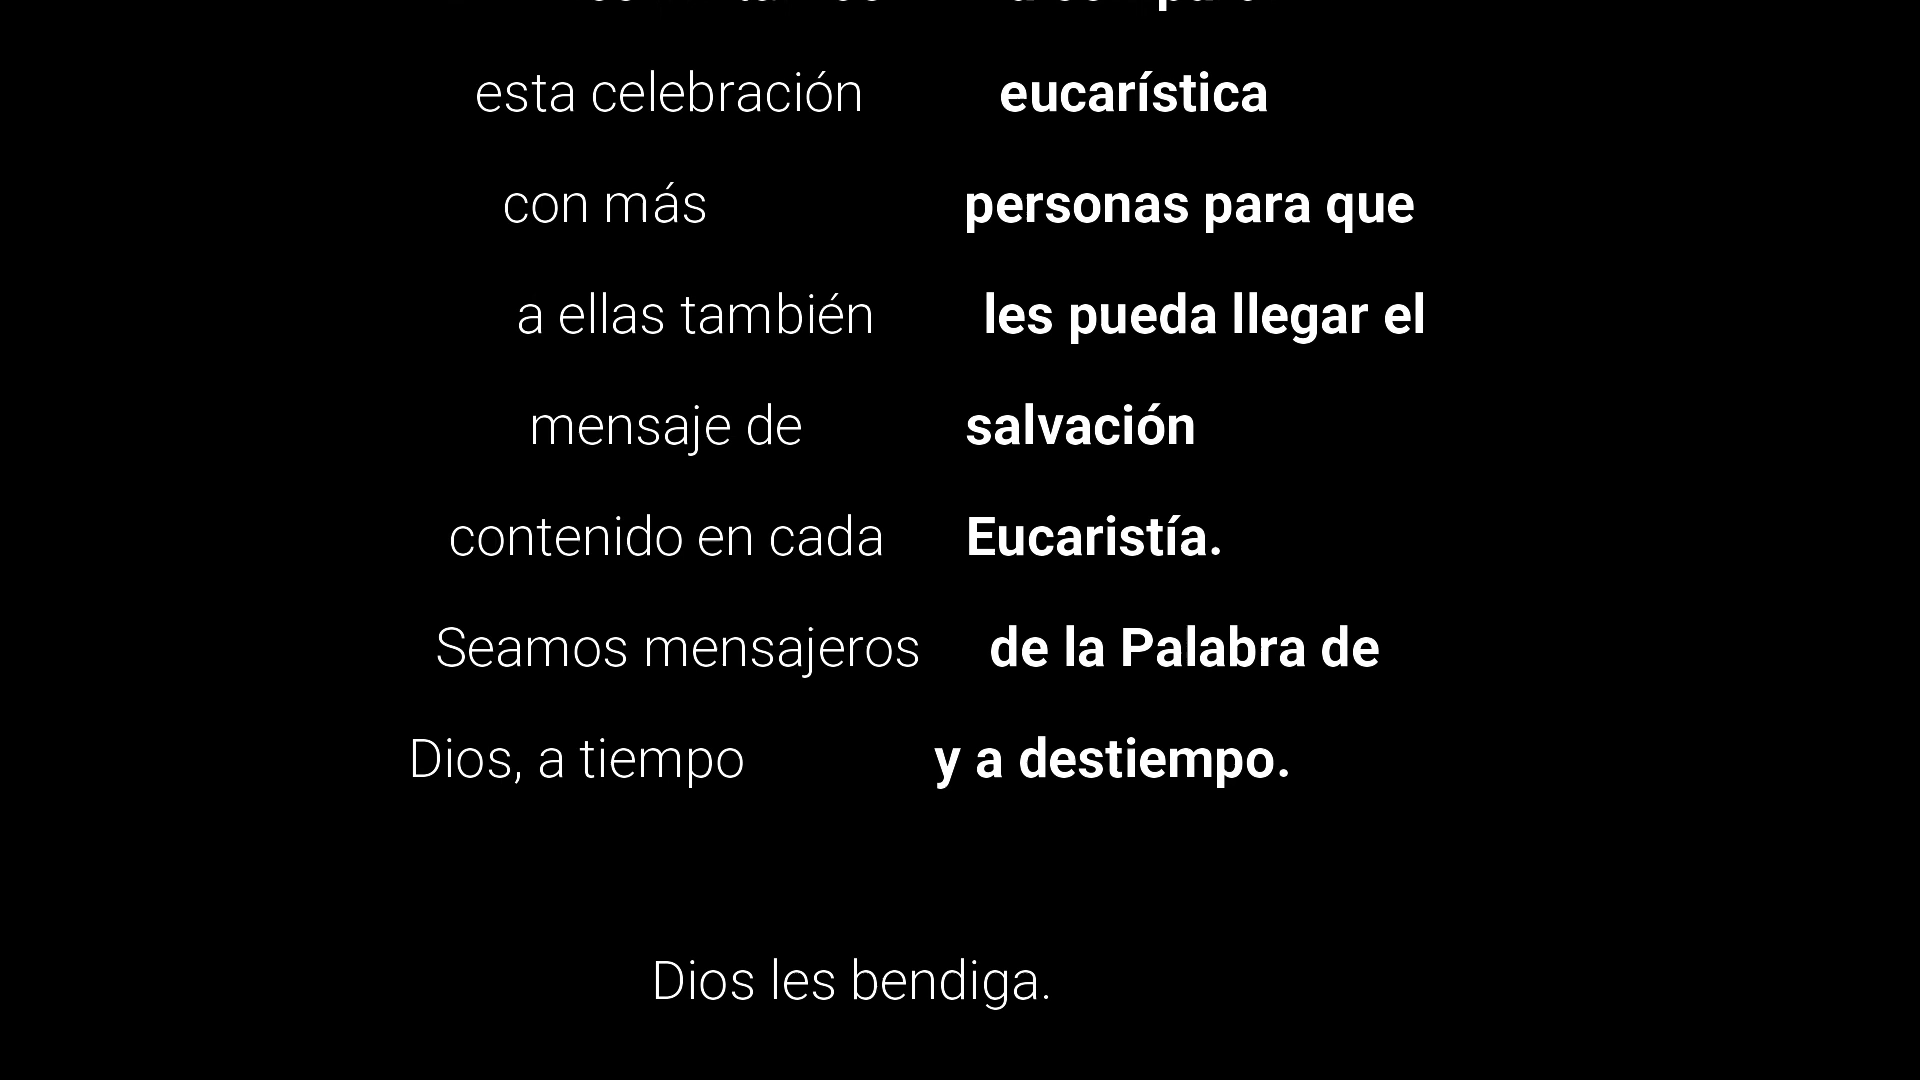 esta celebración eucarística
con más personas para que
a ellas también les pueda llegar el
mensaje de salvación
contenido en cada Eucaristía.
Seamos mensajeros de la Palabra de
Dios, a tiempo y a destiempo.
Dios les bendiga.